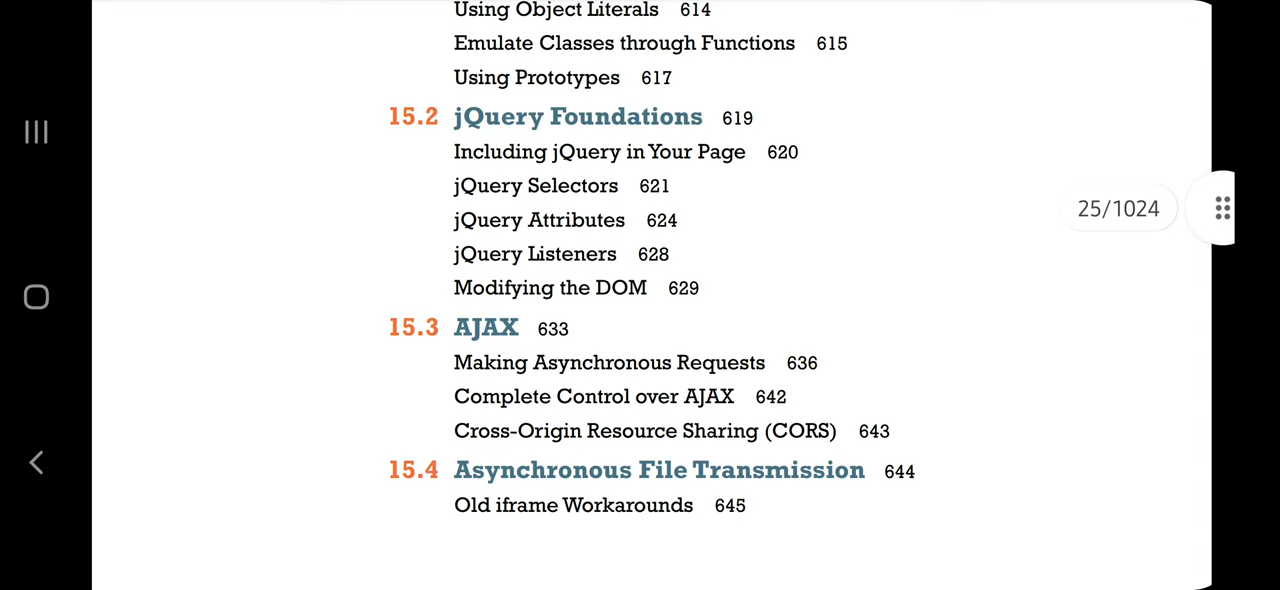 Using Object Literals 614
Emulate Classes through Functions 615
Using Prototypes 617
15.2 jQuery Foundations 619
Including jQuery in Your Page 620
jQuery Selectors 621
jQuery Attributes 624
jQuery Listeners 628
Modifying the DOM 629
15.3 AJAX 633
Making Asynchronous Requests 636
Complete Control over AJAX 642
Cross-Origin Resource Sharing (CORS) 643
15.4 Asynchronous File Transmission 644
Old iframe Workarounds 645
25/1024